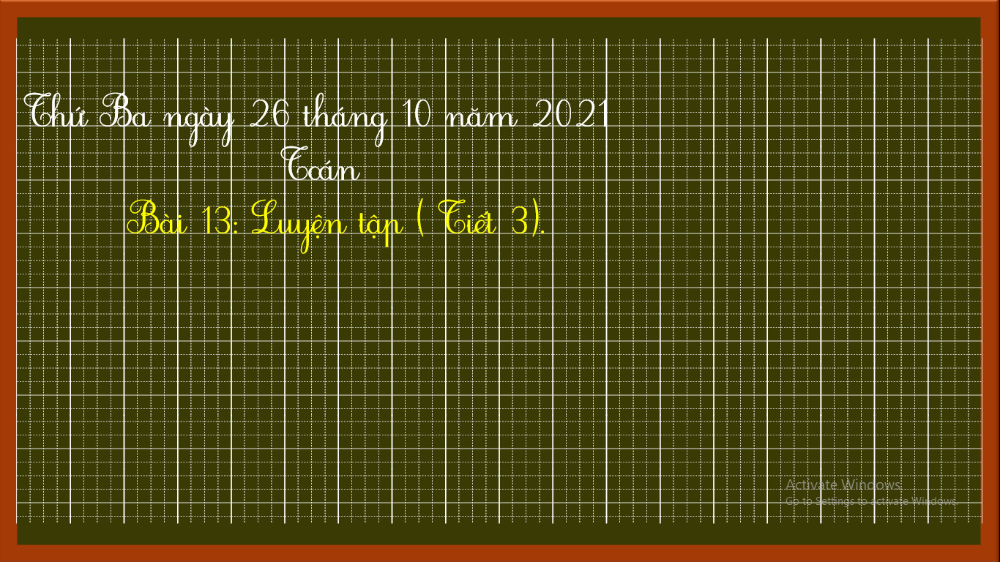 Thứ Ba ngày 26 tháng 10 năm 2021
Toán
Bài 13: Luyện tập ( Tiết 3).
Activate Windows
Go to Settings to activate Windows.